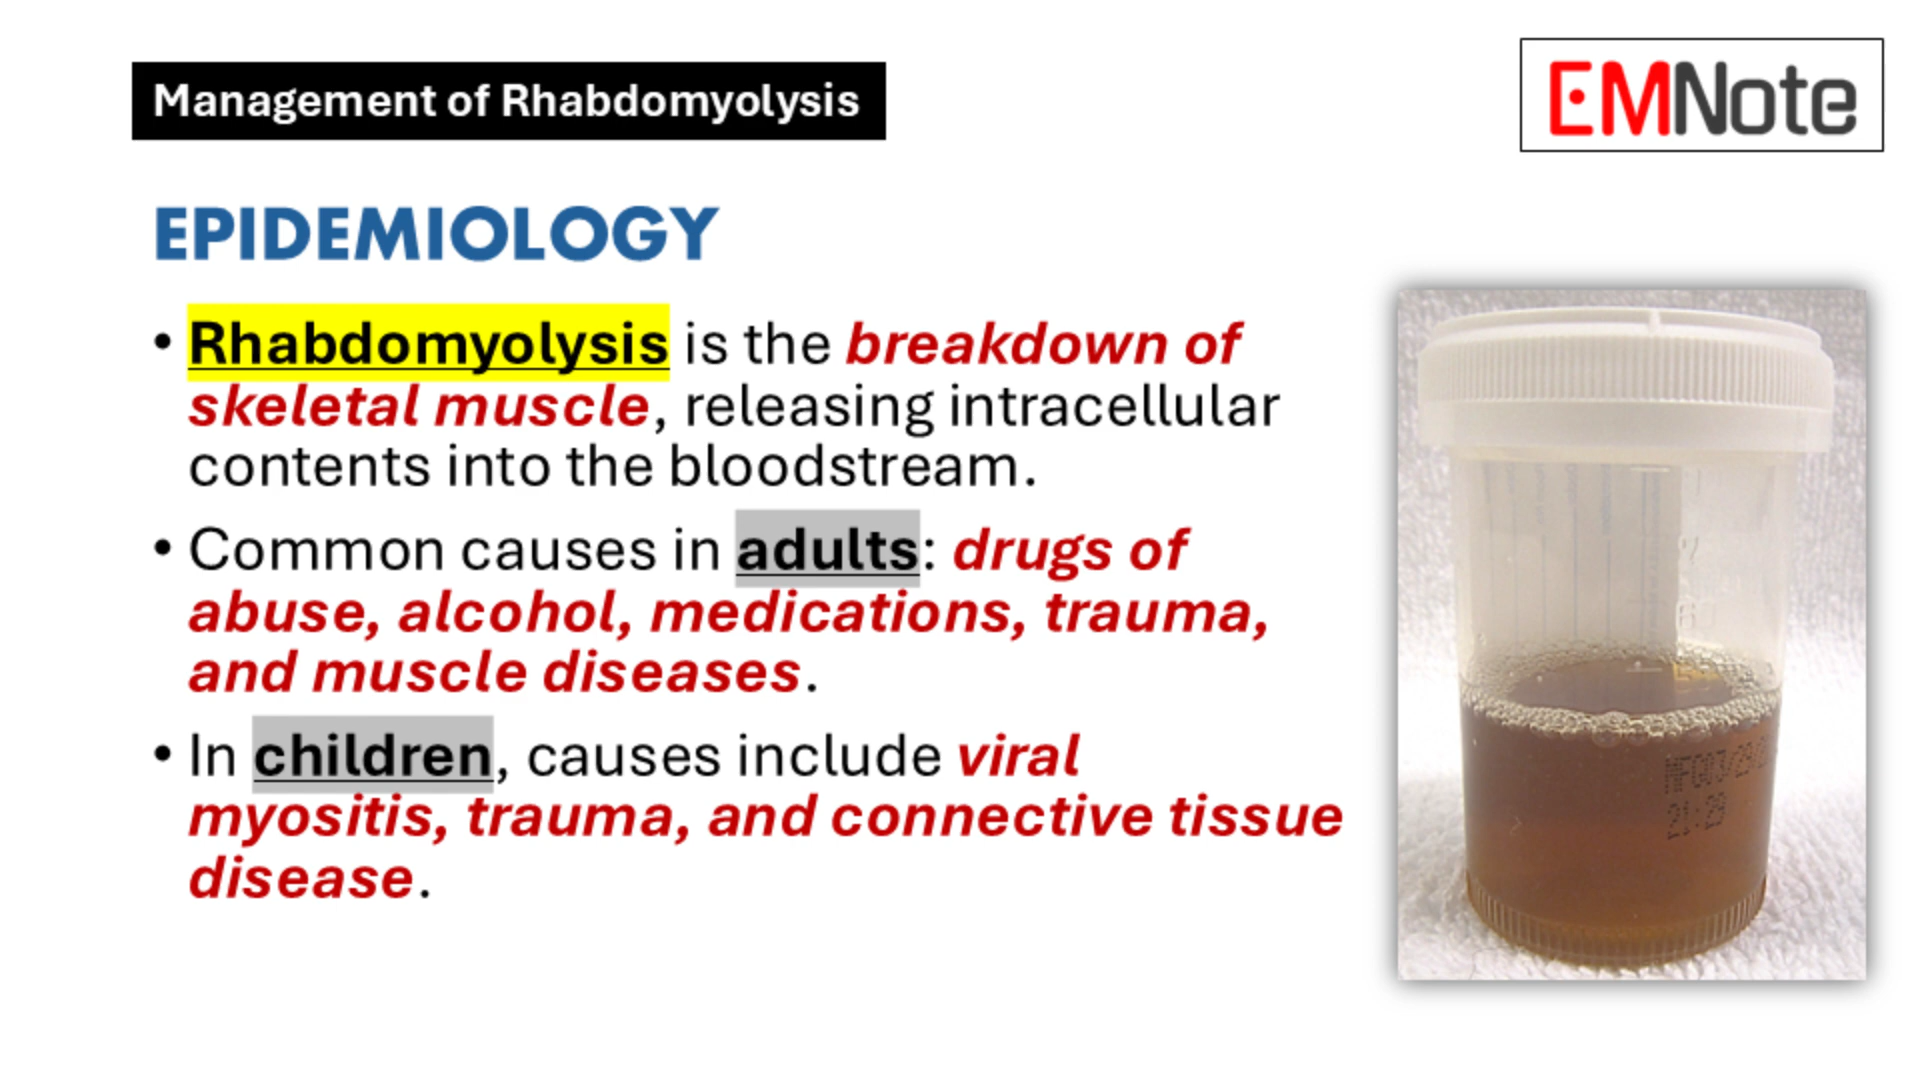 Management of Rhabdomyolysis
EMNote
EPIDEMIOLOGY
• Rhabdomyolysis is the breakdown of
skeletal muscle, releasing intracellular
contents into the bloodstream.
• Common causes in adults: drugs of
abuse, alcohol, medications, trauma,
and muscle diseases.
• In children, causes include viral
myositis, trauma, and connective tissue
disease.
21:29